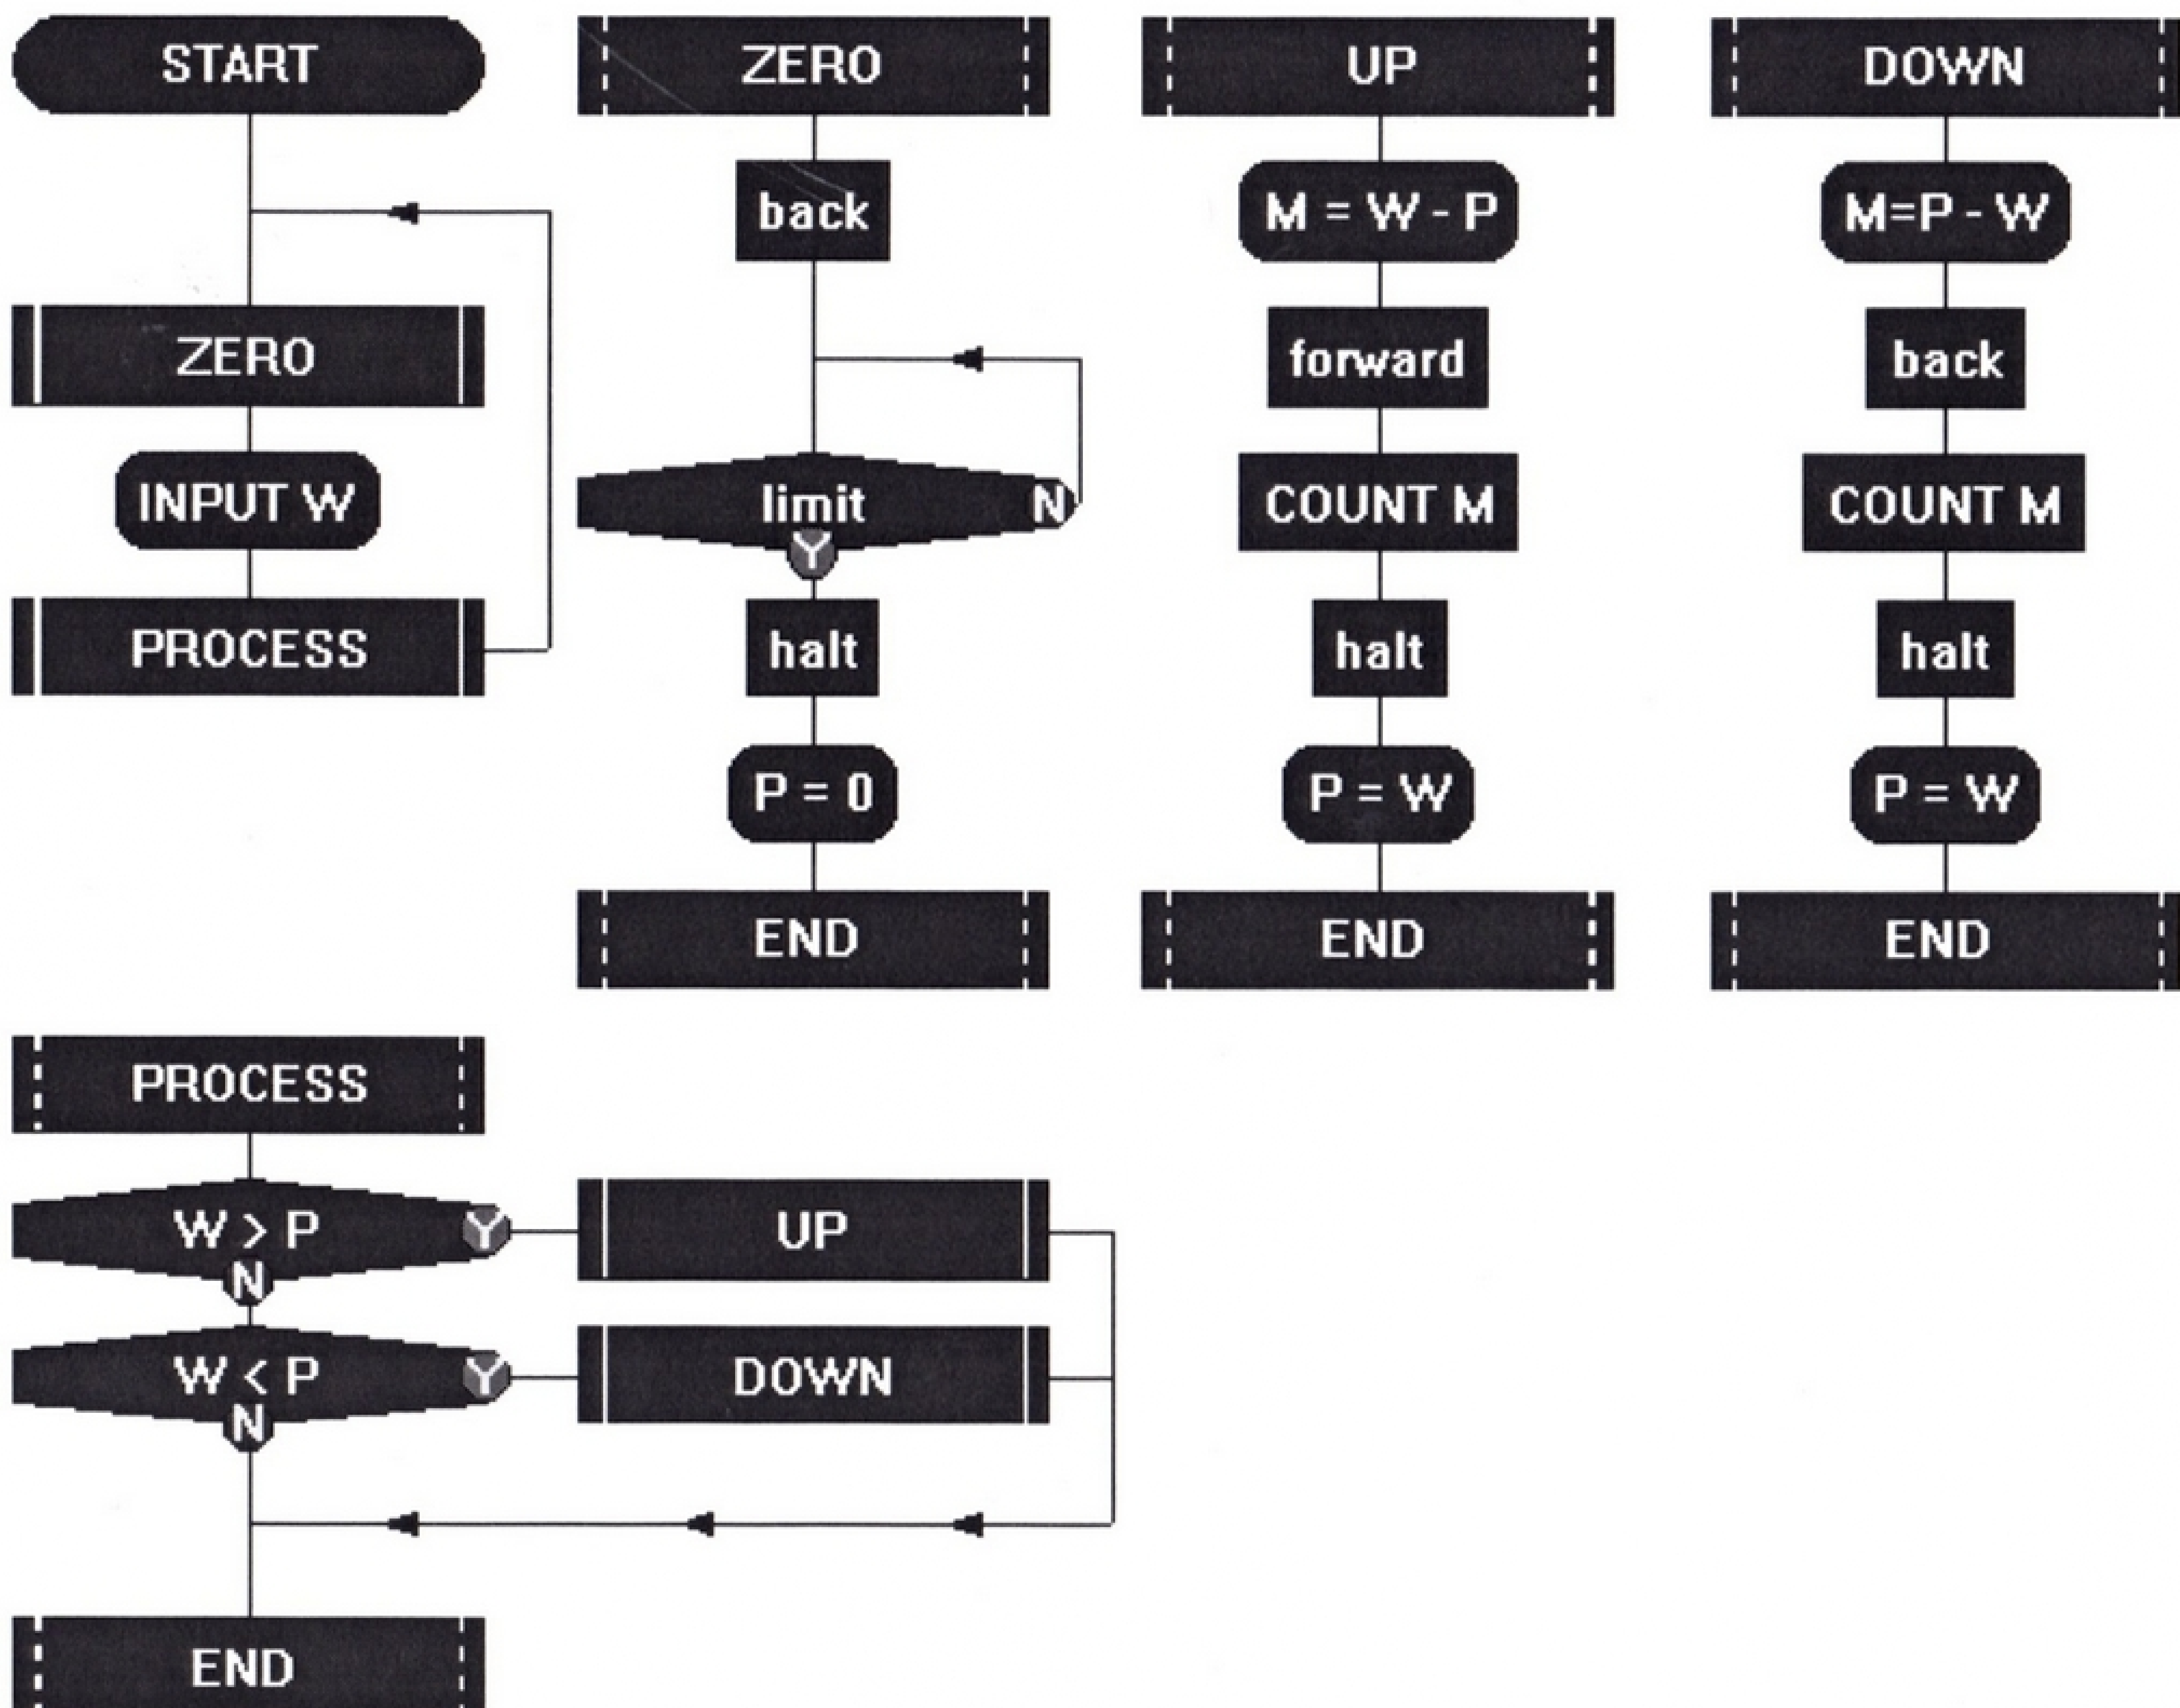 START
ZERO
INPUT W
PROCESS
ZERO
back
limit
N
Y
halt
P = 0
END
UP
M = W - P
forward
COUNT M
halt
P = W
END
DOWN
M=P - W
back
COUNT M
halt
P = W
END
PROCESS
W > P
Y
UP
N
W < P
Y
DOWN
N
END